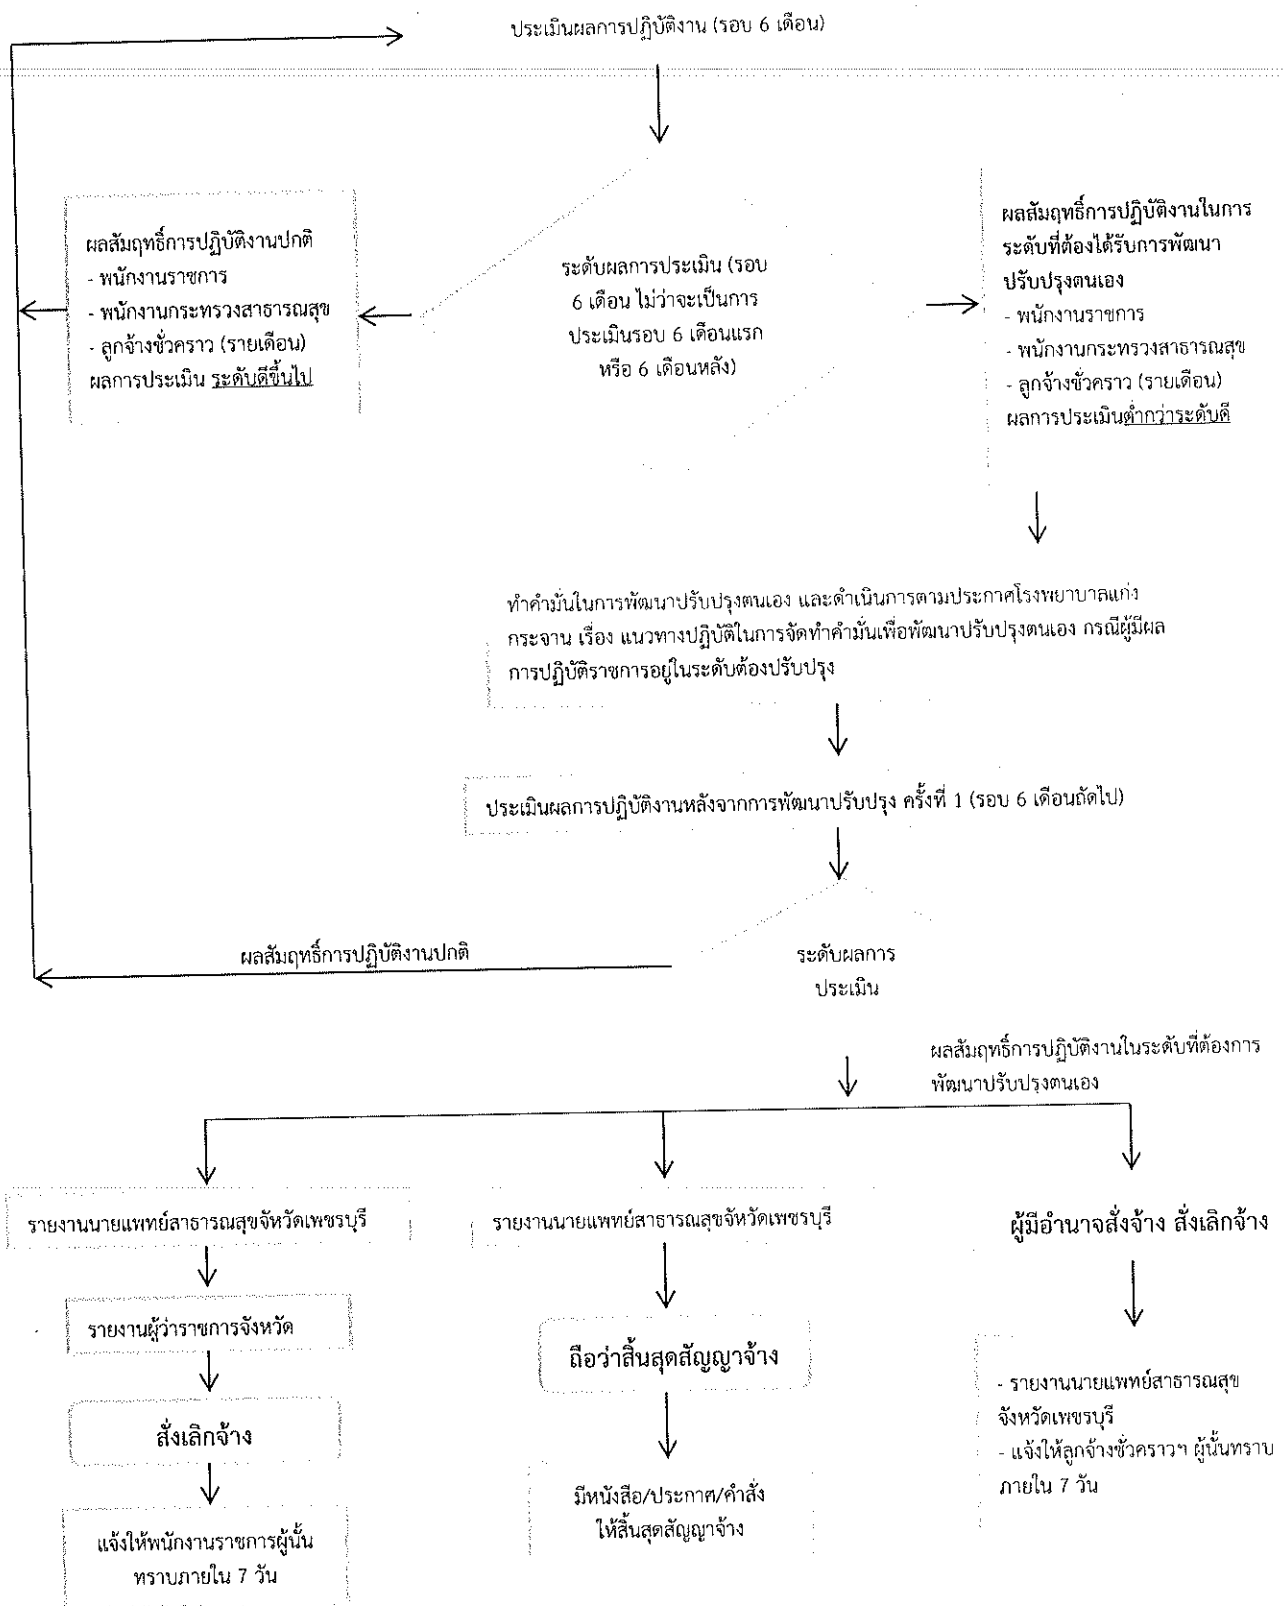 ประเมินผลการปฏิบัติงาน (รอบ 6 เดือน)
ผลสัมฤทธิ์การปฏิบัติงานปกติ
- พนักงานราชการ
- พนักงานกระทรวงสาธารณสุข
- ลูกจ้างชั่วคราว (รายเดือน)
ผลการประเมิน ระดับดีขึ้นไป
ระดับผลการประเมิน (รอบ
6 เดือน ไม่ว่าจะเป็นการ
ประเมินรอบ 6 เดือนแรก
หรือ 6 เดือนหลัง)
ผลสัมฤทธิ์การปฏิบัติงานในการ
ระดับที่ต้องได้รับการพัฒนา
ปรับปรุงตนเอง
- พนักงานราชการ
- พนักงานกระทรวงสาธารณสุข
- ลูกจ้างชั่วคราว (รายเดือน)
ผลการประเมินต่ำกว่าระดับดี
ทำคำมั่นในการพัฒนาปรับปรุงตนเอง และดำเนินการตามประกาศโรงพยาบาลแก่ง
กระจาน เรื่อง แนวทางปฏิบัติในการจัดทำคำมั่นเพื่อพัฒนาปรับปรุงตนเอง กรณีผู้มีผล
การปฏิบัติราชการอยู่ในระดับต้องปรับปรุง
ประเมินผลการปฏิบัติงานหลังจากการพัฒนาปรับปรุง ครั้งที่ 1 (รอบ 6 เดือนถัดไป)
ผลสัมฤทธิ์การปฏิบัติงานปกติ
ระดับผลการ
ประเมิน
ผลสัมฤทธิ์การปฏิบัติงานในระดับที่ต้องการ
พัฒนาปรับปรุงตนเอง
รายงานนายแพทย์สาธารณสุขจังหวัดเพชรบุรี
รายงานผู้ว่าราชการจังหวัด
สั่งเลิกจ้าง
แจ้งให้พนักงานราชการผู้นั้น
ทราบภายใน 7 วัน
รายงานนายแพทย์สาธารณสุขจังหวัดเพชรบุรี
ถือว่าสิ้นสุดสัญญาจ้าง
มีหนังสือ/ประกาศ/คำสั่ง
ให้สิ้นสุดสัญญาจ้าง
ผู้มีอำนาจสั่งจ้าง สั่งเลิกจ้าง
- รายงานนายแพทย์สาธารณสุข
จังหวัดเพชรบุรี
- แจ้งให้ลูกจ้างชั่วคราวฯ ผู้นั้นทราบ
ภายใน 7 วัน